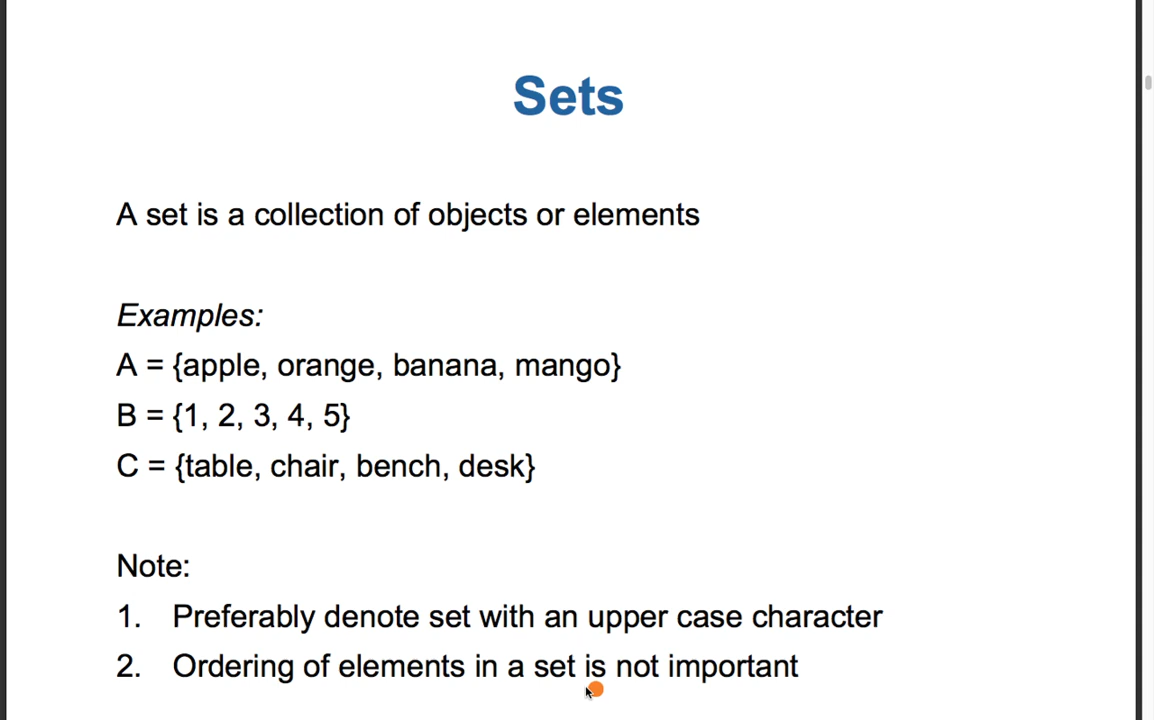 Sets
A set is a collection of objects or elements
Examples:
A = {apple, orange, banana, mango}
B = {1, 2, 3, 4, 5}
C = {table, chair, bench, desk}
Note:
1. Preferably denote set with an upper case character
2. Ordering of elements in a set is not important